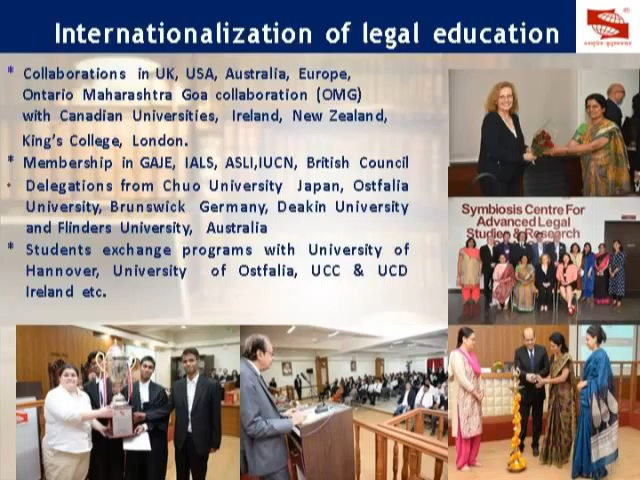 Internationalization of legal education
* Collaborations in UK, USA, Australia, Europe,
Ontario Maharashtra Goa collaboration (OMG)
with Canadian Universities, Ireland, New Zealand,
King's College, London.
* Membership in GAJE, IALS, ASLI,IUCN, British Council
* Delegations from Chuo University Japan, Ostfalia
University, Brunswick Germany, Deakin University
and Flinders University, Australia
* Students exchange programs with University of
Hannover, University of Ostfalia, UCC & UCD
Ireland etc.
Symbiosis Centre For
Advanced Legal
Studies & Research